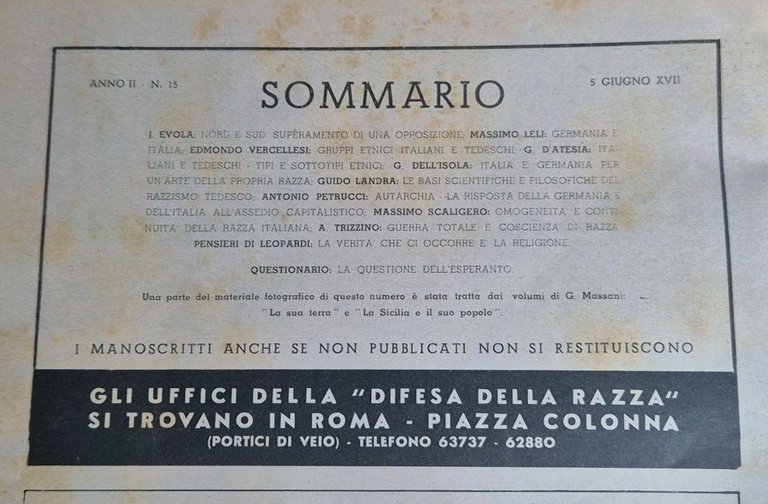 ANNO II - N. 15
SOMMARIO
5 GIUGNO XVII
J. EVOLA: NORD E SUD. SUPERAMENTO DI UNA OPPOSIZIONE; MASSIMO LELJ: GERMANIA E
ITALIA; EDMONDO VERCELLESI: GRUPPI ETNICI ITALIANI E TEDESCHI; G. D'ATESIA: ITA-
LIANI E TEDESCHI - TIPI E SOTTOTIPI ETNICI; G. DELL'ISOLA: ITALIA E GERMANIA PER
UN'ARTE DELLA PROPRIA RAZZA; GUIDO LANDRA: LE BASI SCIENTIFICHE E FILOSOFICHE DEL
RAZZISMO TEDESCO; ANTONIO PETRUCCI: AUTARCHIA - LA RISPOSTA DELLA GERMANIA E
DELL'ITALIA ALL'ASSEDIO CAPITALISTICO; MASSIMO SCALIGERO: OMOGENEITA E CONTI-
NUITA DELLA RAZZA ITALIANA; A. TRIZZINO: GUERRA TOTALE E COSCIENZA DI RAZZA
PENSIERI DI LEOPARDI: LA VERITA CHE CI OCCORRE E' LA RELIGIONE.
QUESTIONARIO: LA QUESTIONE DELL'ESPERANTO.
Una parte del materiale fotografico di questo numero è stata tratta dai volumi di G. Massani:
"La sua terra" e "La Sicilia e il suo popolo".
I MANOSCRITTI ANCHE SE NON PUBBLICATI NON SI RESTITUISCONO
GLI UFFICI DELLA "DIFESA DELLA RAZZA"
SI TROVANO IN ROMA - PIAZZA COLONNA
(PORTICI DI VEIO) - TELEFONO 63737 - 62880